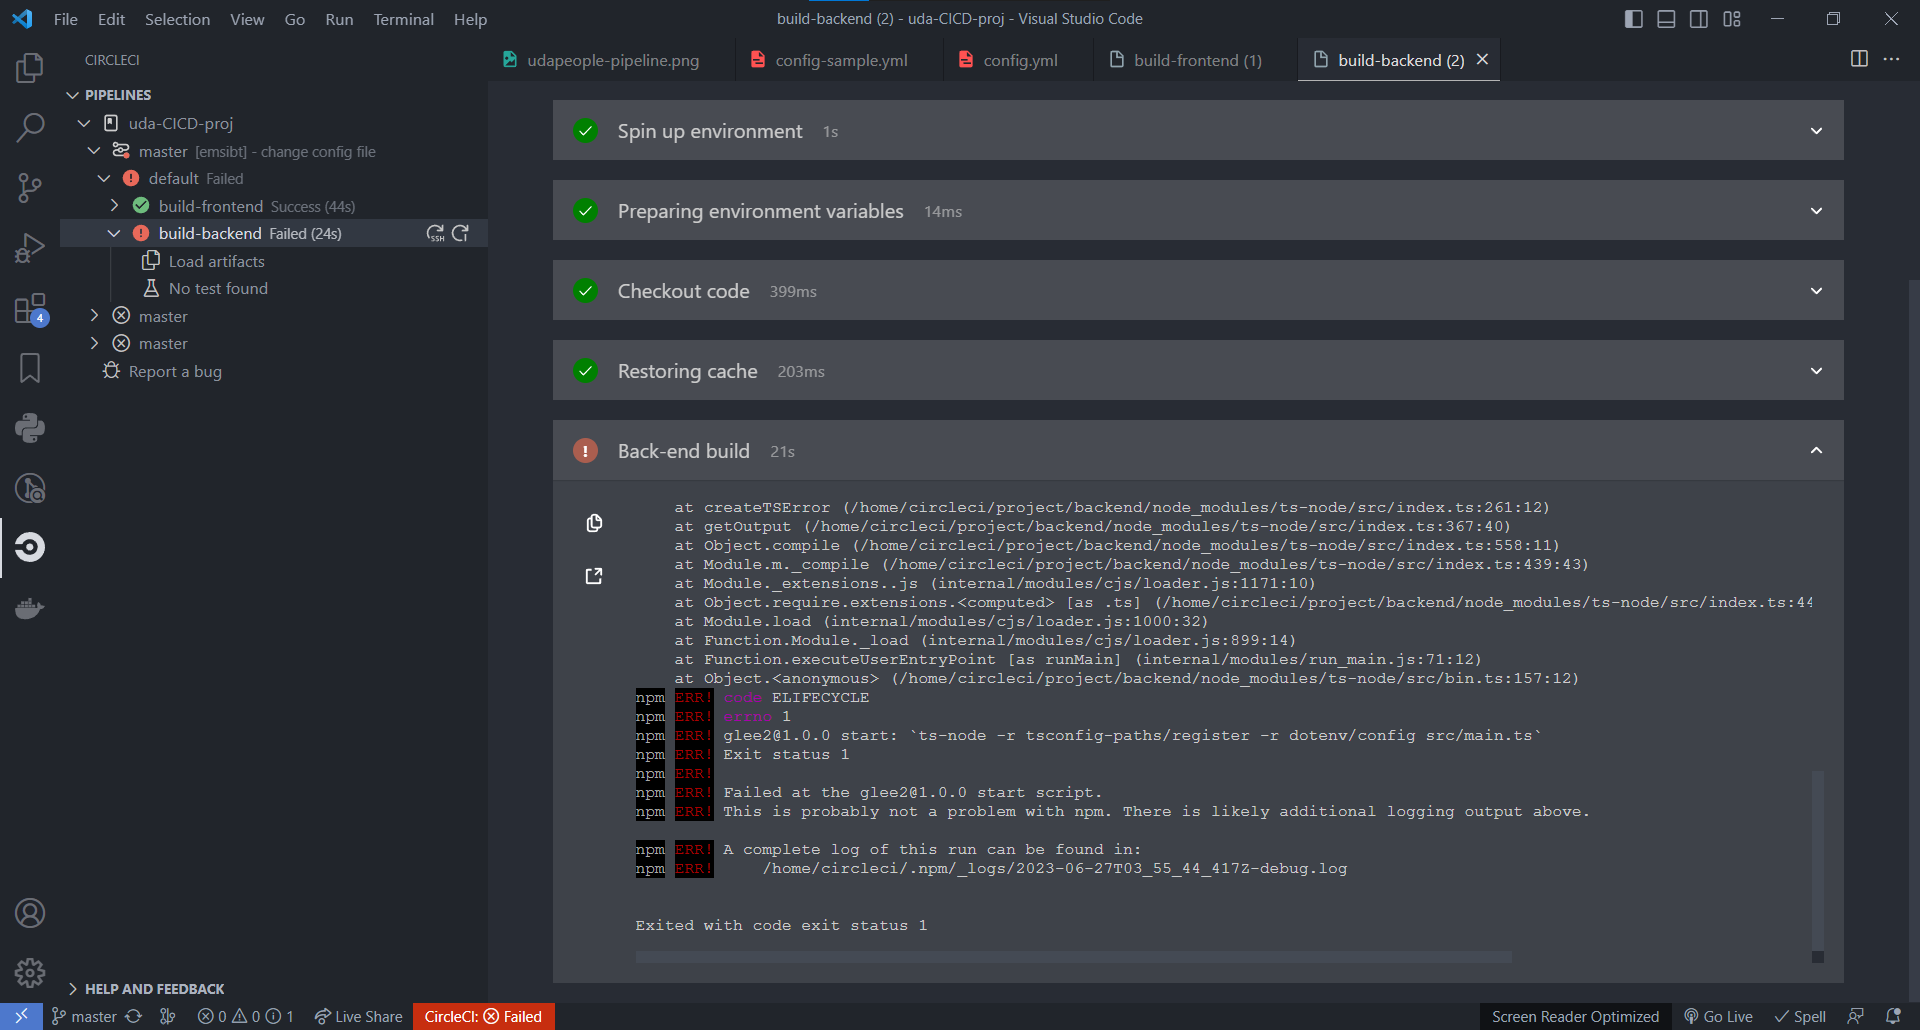 File Edit Selection View Go Run Terminal Help
build-backend (2) - uda-CICD-proj - Visual Studio Code
CIRCLECI
PIPELINES
uda-CICD-proj
master [emsibt] - change config file
default Failed
build-frontend Success (44s)
build-backend Failed (24s)
SSH
Load artifacts
No test found
master
master
Report a bug
4
HELP AND FEEDBACK
udapeople-pipeline.png
config-sample.yml
config.yml
build-frontend (1)
build-backend (2)
Spin up environment 1s
Preparing environment variables 14ms
Checkout code 399ms
Restoring cache 203ms
Back-end build 21s
at createTSError (/home/circleci/project/backend/node_modules/ts-node/src/index.ts:261:12)
at getOutput (/home/circleci/project/backend/node_modules/ts-node/src/index.ts:367:40)
at Object.compile (/home/circleci/project/backend/node_modules/ts-node/src/index.ts:558:11)
at Module.m._compile (/home/circleci/project/backend/node_modules/ts-node/src/index.ts:439:43)
at Module._extensions..js (internal/modules/cjs/loader.js:1171:10)
at Object.require.extensions.<computed> [as .ts] (/home/circleci/project/backend/node_modules/ts-node/src/index.ts:44
at Module.load (internal/modules/cjs/loader.js:1000:32)
at Function.Module._load (internal/modules/cjs/loader.js:899:14)
at Function.executeUserEntryPoint [as runMain] (internal/modules/run_main.js:71:12)
at Object.<anonymous> (/home/circleci/project/backend/node_modules/ts-node/src/bin.ts:157:12)
npm ERR! code ELIFECYCLE
npm ERR! errno 1
npm ERR! glee2@1.0.0 start: `ts-node -r tsconfig-paths/register -r dotenv/config src/main.ts`
npm ERR! Exit status 1
npm ERR!
npm ERR! Failed at the glee2@1.0.0 start script.
npm ERR! This is probably not a problem with npm. There is likely additional logging output above.
npm ERR! A complete log of this run can be found in:
npm ERR! /home/circleci/.npm/_logs/2023-06-27T03_55_44_417Z-debug.log
Exited with code exit status 1
master 0 0 1 Live Share CircleCI: Failed
Screen Reader Optimized Go Live Spell